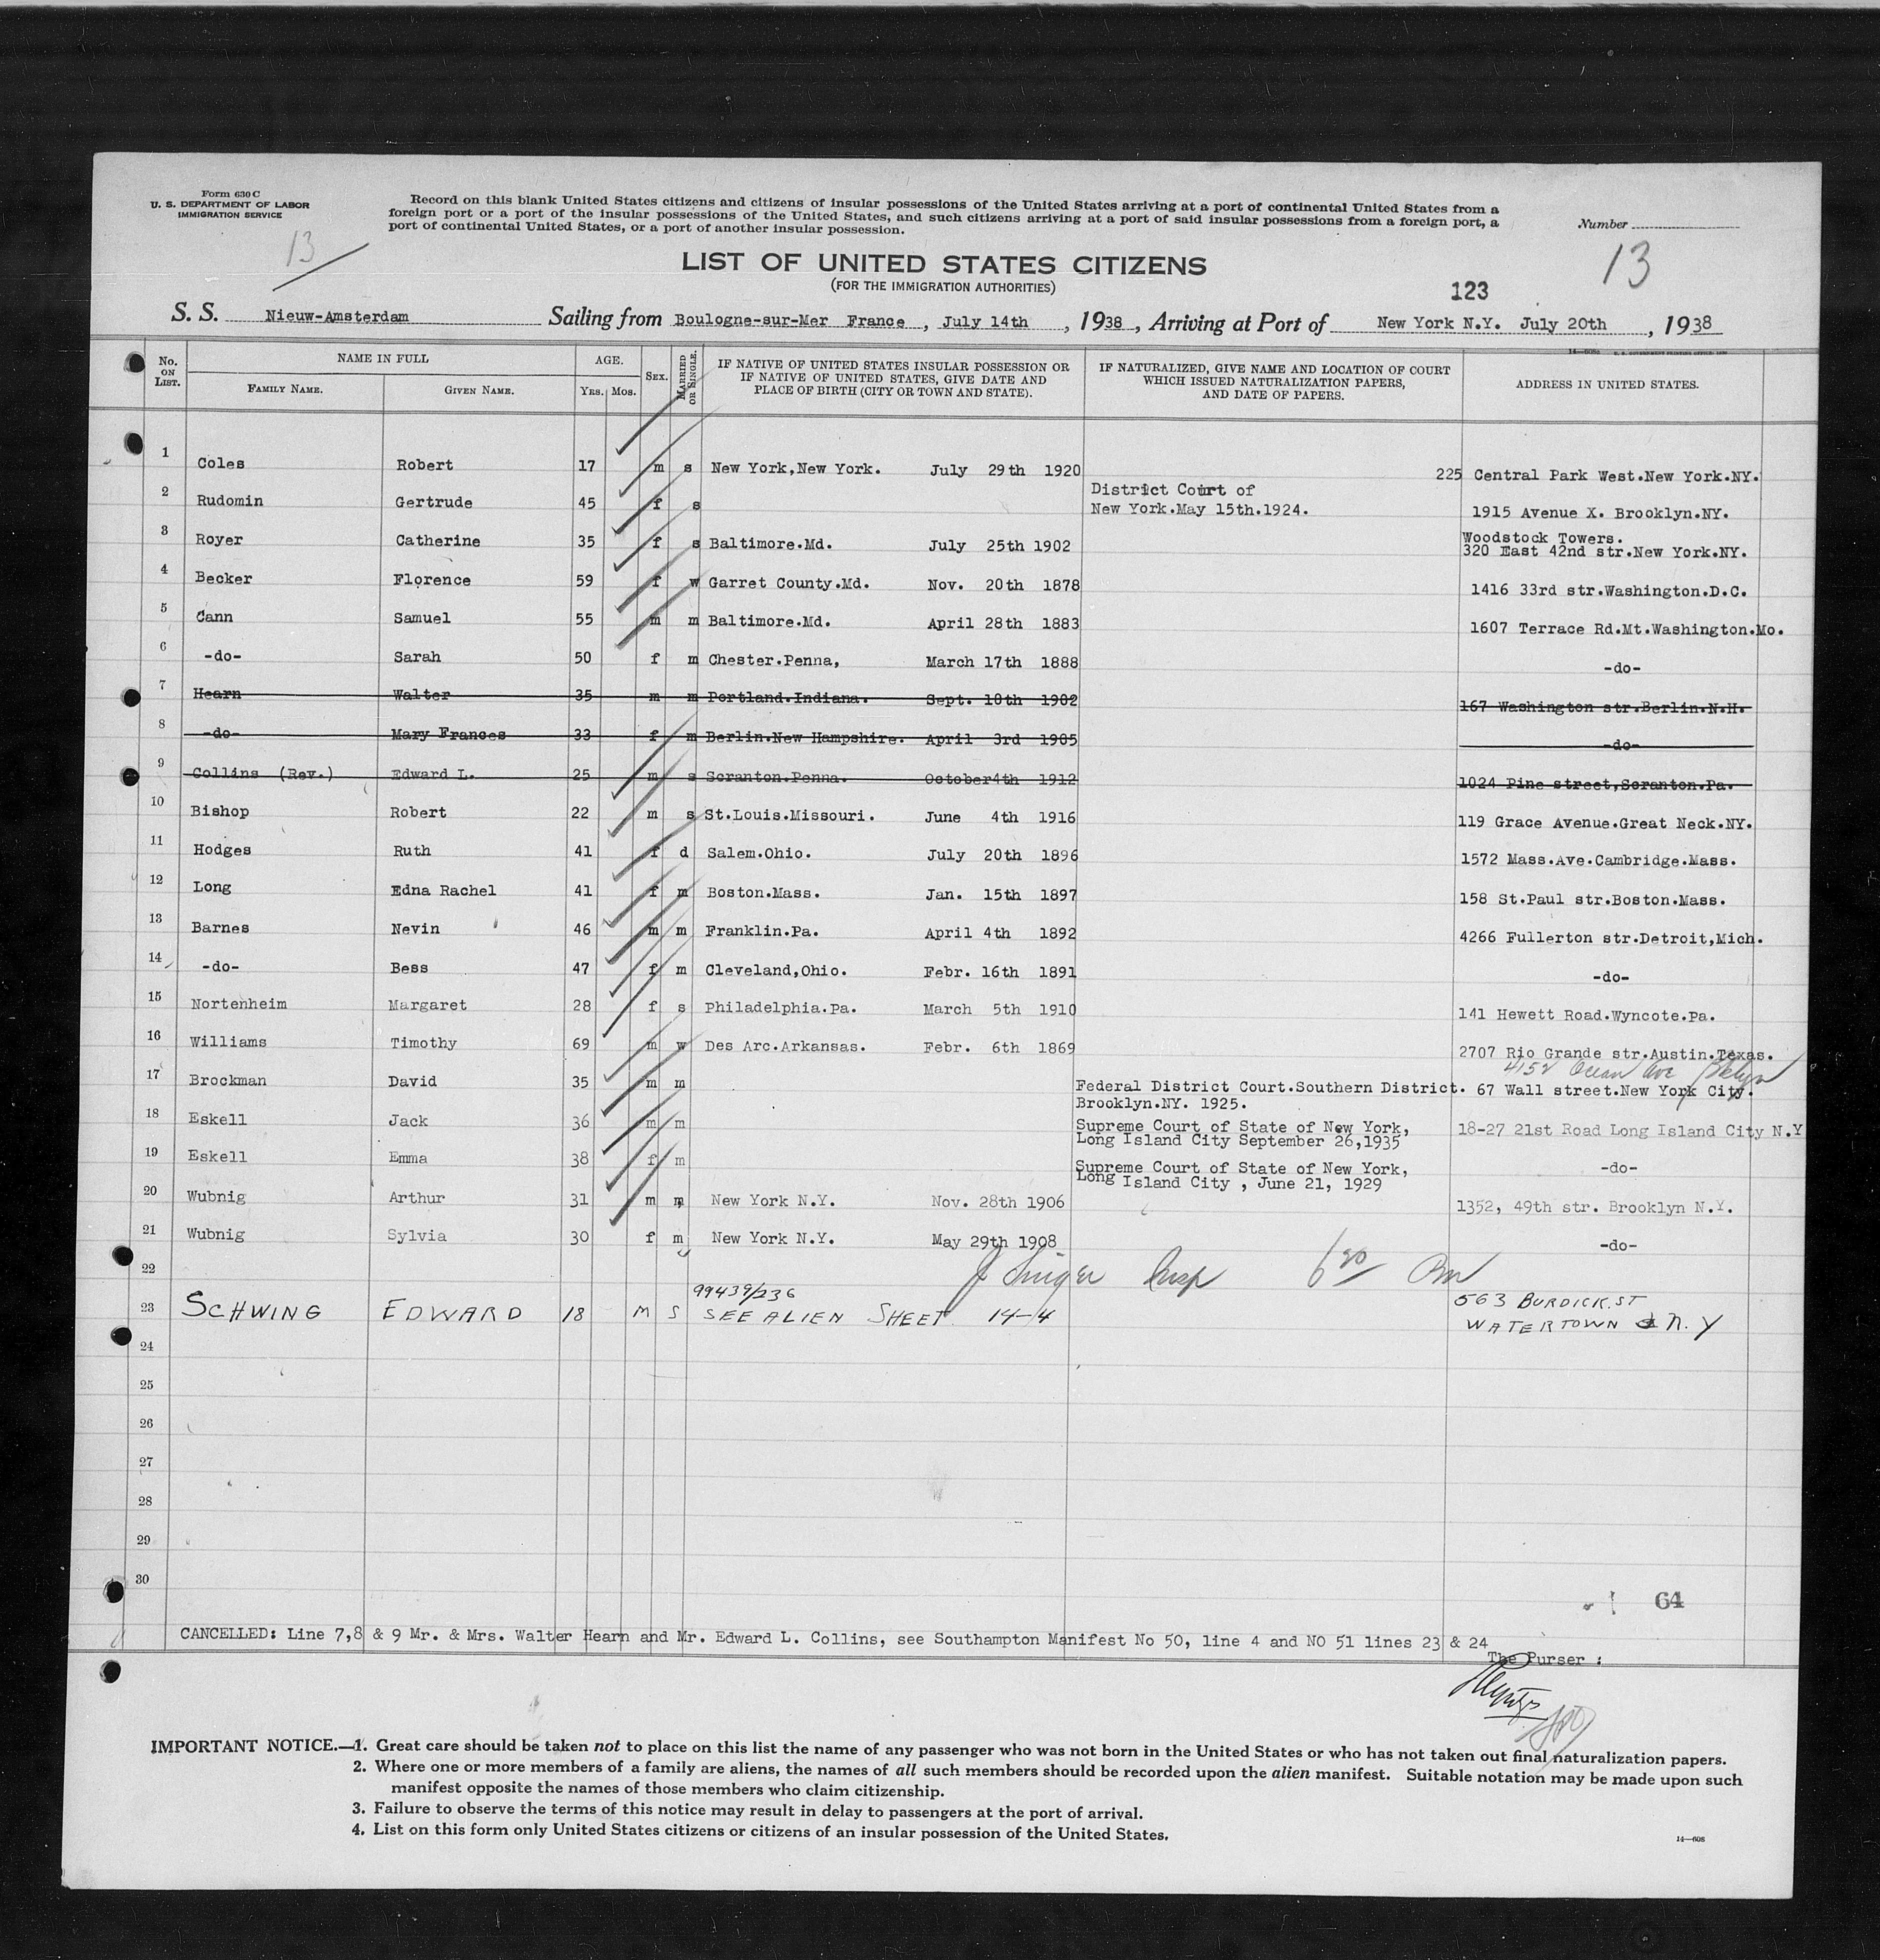 Form 630 C
U. S. DEPARTMENT OF LABOR
IMMIGRATION SERVICE
Record on this blank United States citizens and citizens of insular possessions of the United States arriving at a port of continental United States from a
foreign port or a port of the insular possessions of the United States, and such citizens arriving at a port of said insular possessions from a foreign port, a
port of continental United States, or a port of another insular possession.
Number
13
13
LIST OF UNITED STATES CITIZENS
(FOR THE IMMIGRATION AUTHORITIES)
123
S. S. Nieuw-Amsterdam Sailing from Boulogne-sur-Mer France, July 14th, 1938, Arriving at Port of New York N.Y. July 20th, 1938
No. ON LIST. NAME IN FULL FAMILY NAME. GIVEN NAME. AGE. YRS. MOS. SEX. MARRIED OR SINGLE. IF NATIVE OF UNITED STATES INSULAR POSSESSION OR IF NATIVE OF UNITED STATES, GIVE DATE AND PLACE OF BIRTH (CITY OR TOWN AND STATE). IF NATURALIZED, GIVE NAME AND LOCATION OF COURT WHICH ISSUED NATURALIZATION PAPERS, AND DATE OF PAPERS. ADDRESS IN UNITED STATES.
1 Coles Robert 17 m s New York,New York. July 29th 1920 225 Central Park West.New York.NY.
2 Rudomin Gertrude 45 f s District Court of New York.May 15th.1924. 1915 Avenue X. Brooklyn.NY.
3 Royer Catherine 35 f s Baltimore.Md. July 25th 1902 Woodstock Towers. 320 East 42nd str.New York.NY.
4 Becker Florence 59 f w Garret County.Md. Nov. 20th 1878 1416 33rd str.Washington.D.C.
5 Cann Samuel 55 m m Baltimore.Md. April 28th 1883 1607 Terrace Rd.Mt.Washington.Mo.
6 -do- Sarah 50 f m Chester.Penna, March 17th 1888 -do-
7 Hearn Walter 35 m m Portland.Indiana. Sept. 18th 1902 167 Washington str.Berlin.N.H.
8 -do- Mary Frances 33 f m Berlin.New Hampshire. April 3rd 1905 -do-
9 Collins (Rev.) Edward L. 25 m s Scranton.Penna. October4th 1912 1024 Pine street,Scranton.Pa.
10 Bishop Robert 22 m s St.Louis.Missouri. June 4th 1916 119 Grace Avenue.Great Neck.NY.
11 Hodges Ruth 41 f d Salem.Ohio. July 20th 1896 1572 Mass.Ave.Cambridge.Mass.
12 Long Edna Rachel 41 f m Boston.Mass. Jan. 15th 1897 158 St.Paul str.Boston.Mass.
13 Barnes Nevin 46 m m Franklin.Pa. April 4th 1892 4266 Fullerton str.Detroit,Mich.
14 -do- Bess 47 f m Cleveland,Ohio. Febr. 16th 1891 -do-
15 Nortenheim Margaret 28 f s Philadelphia.Pa. March 5th 1910 141 Hewett Road.Wyncote.Pa.
16 Williams Timothy 69 m w Des Arc.Arkansas. Febr. 6th 1869 2707 Rio Grande str.Austin.Texas.
4152 Ocean Ave Bklyn
17 Brockman David 35 m m Federal District Court.Southern District. Brooklyn.NY. 1925. 67 Wall street.New York City.
18 Eskell Jack 36 m m Supreme Court of State of New York, Long Island City September 26,1935 18-27 21st Road Long Island City N.Y
19 Eskell Emma 38 f m Supreme Court of State of New York, Long Island City , June 21, 1929 -do-
20 Wubnig Arthur 31 m m New York N.Y. Nov. 28th 1906 1352, 49th str. Brooklyn N.Y.
21 Wubnig Sylvia 30 f m New York N.Y. May 29th 1908 -do-
22 J Singer Insp 6 20 Pm
23 SCHWING EDWARD 18 M S 99439/236 SEE ALIEN SHEET 14-4 563 BURDICK.ST WATERTOWN N.Y
24
25
26
27
28
29
30
64
CANCELLED: Line 7,8 & 9 Mr. & Mrs. Walter Hearn and Mr. Edward L. Collins, see Southampton Manifest No 50, line 4 and NO 51 lines 23 & 24
The Purser :
IMPORTANT NOTICE.—1. Great care should be taken not to place on this list the name of any passenger who was not born in the United States or who has not taken out final naturalization papers.
2. Where one or more members of a family are aliens, the names of all such members should be recorded upon the alien manifest. Suitable notation may be made upon such
manifest opposite the names of those members who claim citizenship.
3. Failure to observe the terms of this notice may result in delay to passengers at the port of arrival.
4. List on this form only United States citizens or citizens of an insular possession of the United States.
14—608